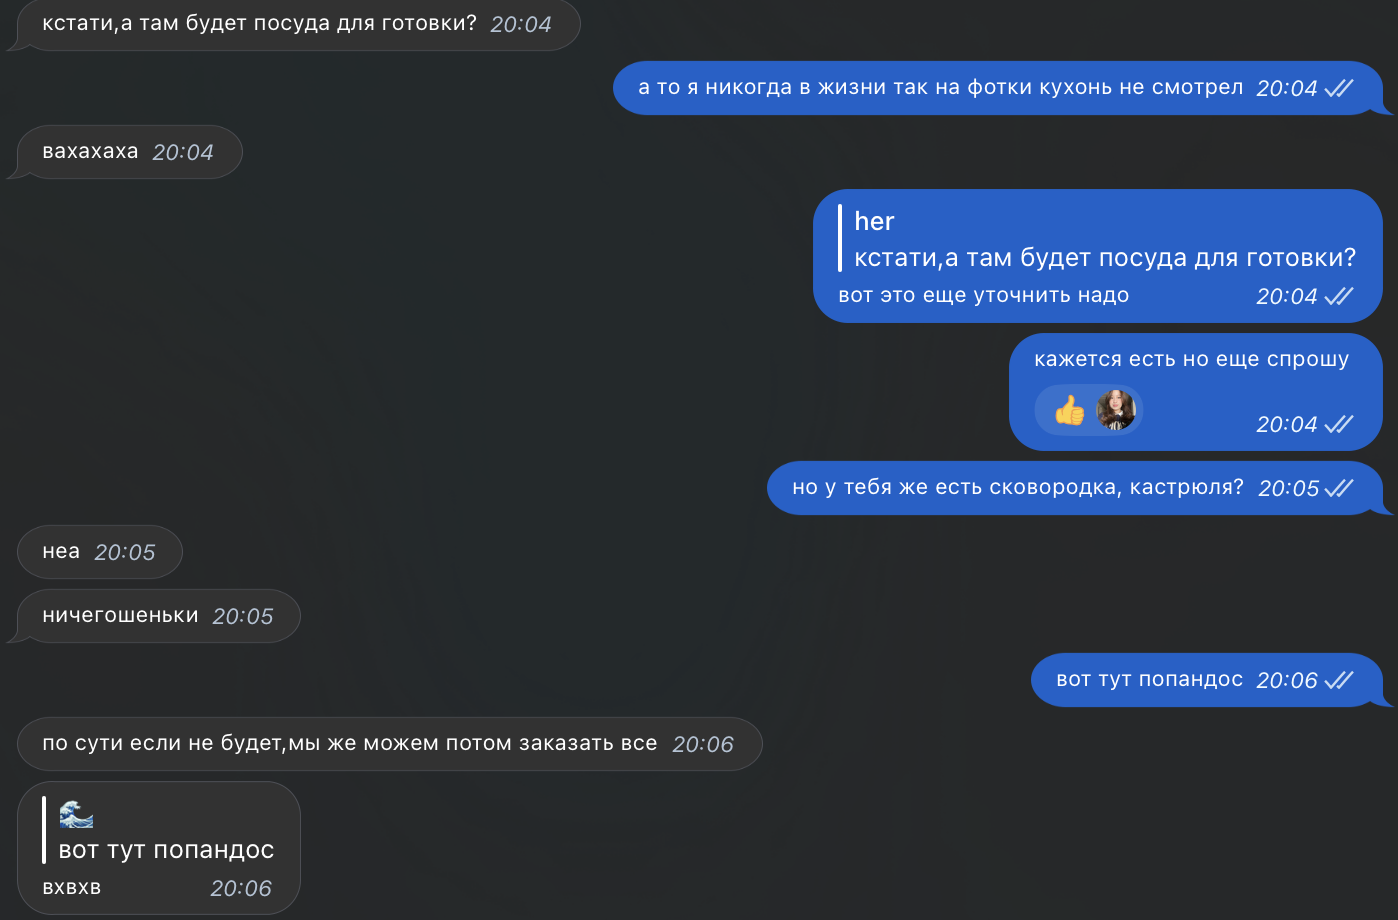 кстати,а там будет посуда для готовки? 20:04
а то я никогда в жизни так на фотки кухонь не смотрел 20:04
вахахаха 20:04
her
кстати,а там будет посуда для готовки?
вот это еще уточнить надо 20:04
кажется есть но еще спрошу
20:04
но у тебя же есть сковородка, кастрюля? 20:05
неа 20:05
ничегошеньки 20:05
вот тут попандос 20:06
по сути если не будет,мы же можем потом заказать все 20:06
🌊
вот тут попандос
вхвхв 20:06